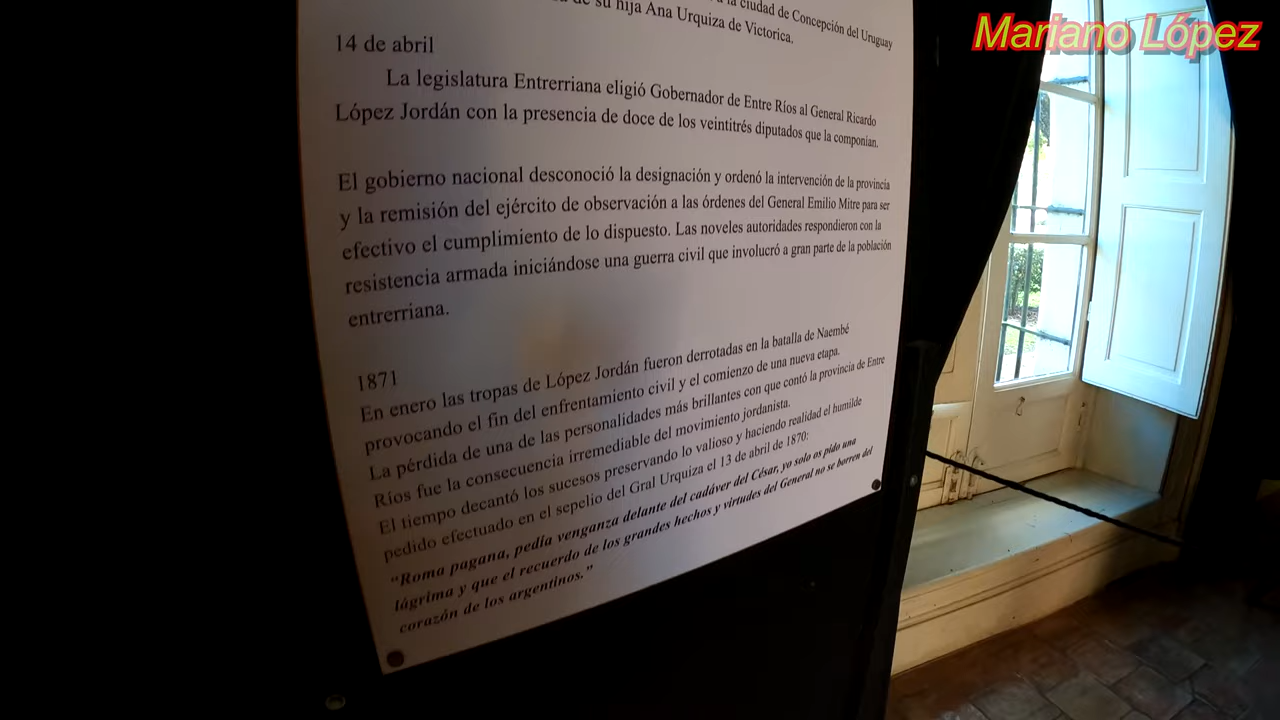 a la ciudad de Concepción del Uruguay
de su hija Ana Urquiza de Victorica.
Mariano López
14 de abril
La legislatura Entrerriana eligió Gobernador de Entre Ríos al General Ricardo
López Jordán con la presencia de doce de los veintitrés diputados que la componían.
El gobierno nacional desconoció la designación y ordenó la intervención de la provincia
y la remisión del ejército de observación a las órdenes del General Emilio Mitre para ser
efectivo el cumplimiento de lo dispuesto. Las noveles autoridades respondieron con la
resistencia armada iniciándose una guerra civil que involucró a gran parte de la población
entrerriana.
1871
En enero las tropas de López Jordán fueron derrotadas en la batalla de Naembé
provocando el fin del enfrentamiento civil y el comienzo de una nueva etapa.
La pérdida de una de las personalidades más brillantes con que contó la provincia de Entre
Ríos fue la consecuencia irremediable del movimiento jordanista.
El tiempo decantó los sucesos preservando lo valioso y haciendo realidad el humilde
pedido efectuado en el sepelio del Gral Urquiza el 13 de abril de 1870:
“Roma pagana, pedía venganza delante del cadáver del César, yo solo os pido una
lágrima y que el recuerdo de los grandes hechos y virtudes del General no se borren del
corazón de los argentinos.”